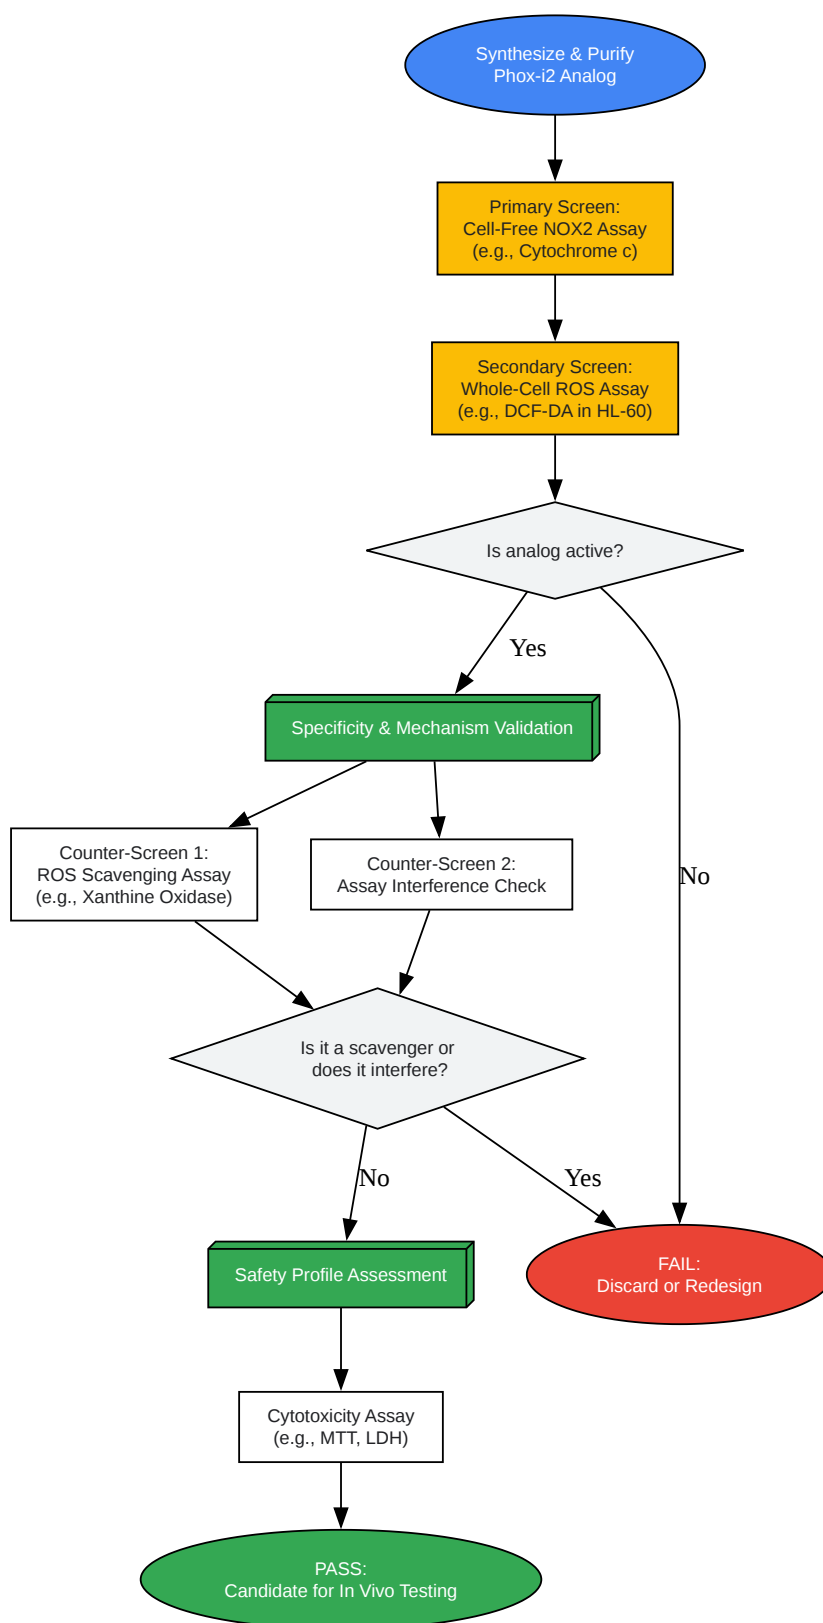 Synthesize & Purify
Phox-i2 Analog
Primary Screen:
Cell-Free NOX2 Assay
(e.g., Cytochrome c)
Secondary Screen:
Whole-Cell ROS Assay
(e.g., DCF-DA in HL-60)
Is analog active?
Yes
Specificity & Mechanism Validation
Counter-Screen 1:
ROS Scavenging Assay
(e.g., Xanthine Oxidase)
Counter-Screen 2:
Assay Interference Check
No
Is it a scavenger or
does it interfere?
No
Yes
Safety Profile Assessment
FAIL:
Discard or Redesign
Cytotoxicity Assay
(e.g., MTT, LDH)
PASS:
Candidate for In Vivo Testing